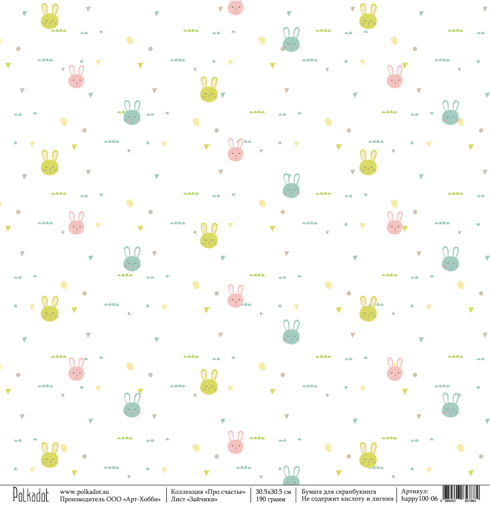 Polkadot
www.polkadot.su
Производитель ООО «Арт-Хобби»
Коллекция «Про счастье»
Лист «Зайчики»
30.5x30.5 см
190 грамм
Бумага для скрапбукинга
Не содержит кислоту и лигнин
Артикул:
happy100-06